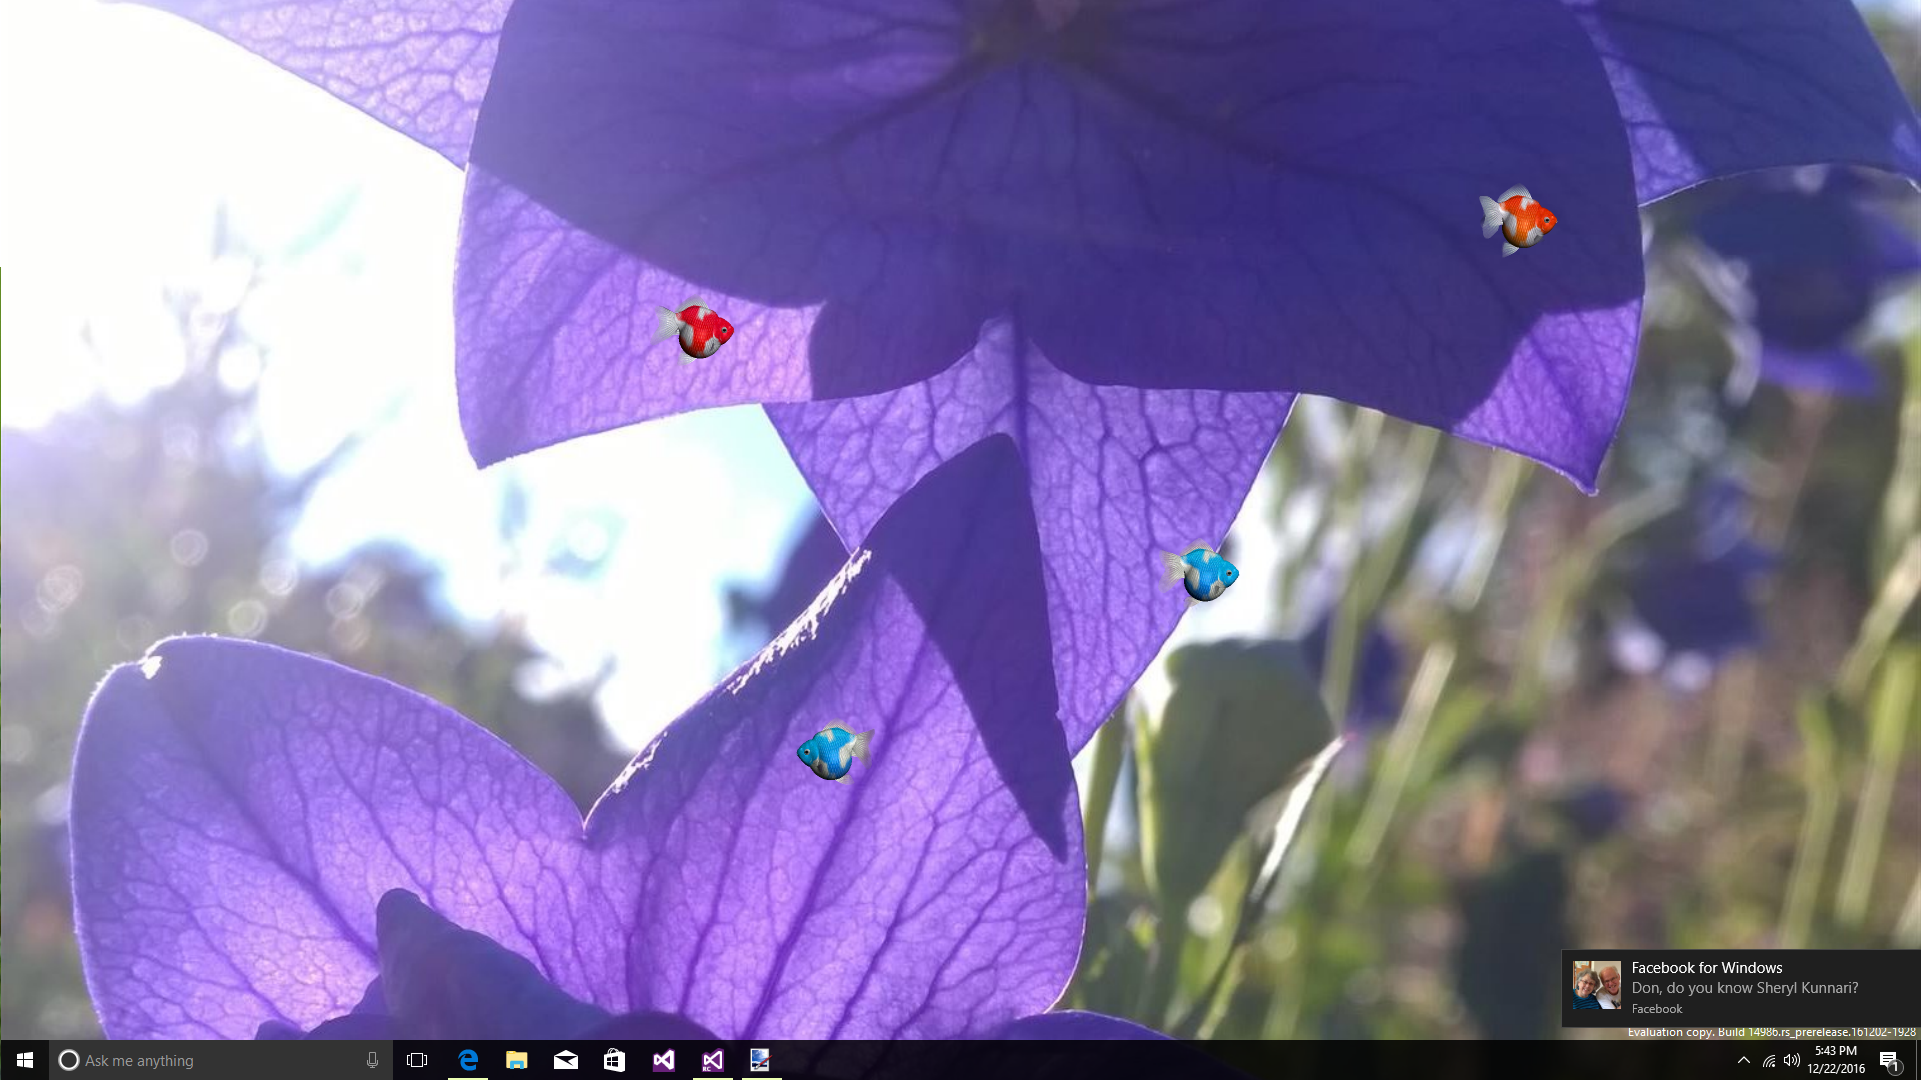 Facebook for Windows
Don, do you know Sheryl Kunnari?
Facebook
Evaluation copy. Build 14986.rs_prerelease.161202-1928
Ask me anything
RC
5:43 PM
12/22/2016
1